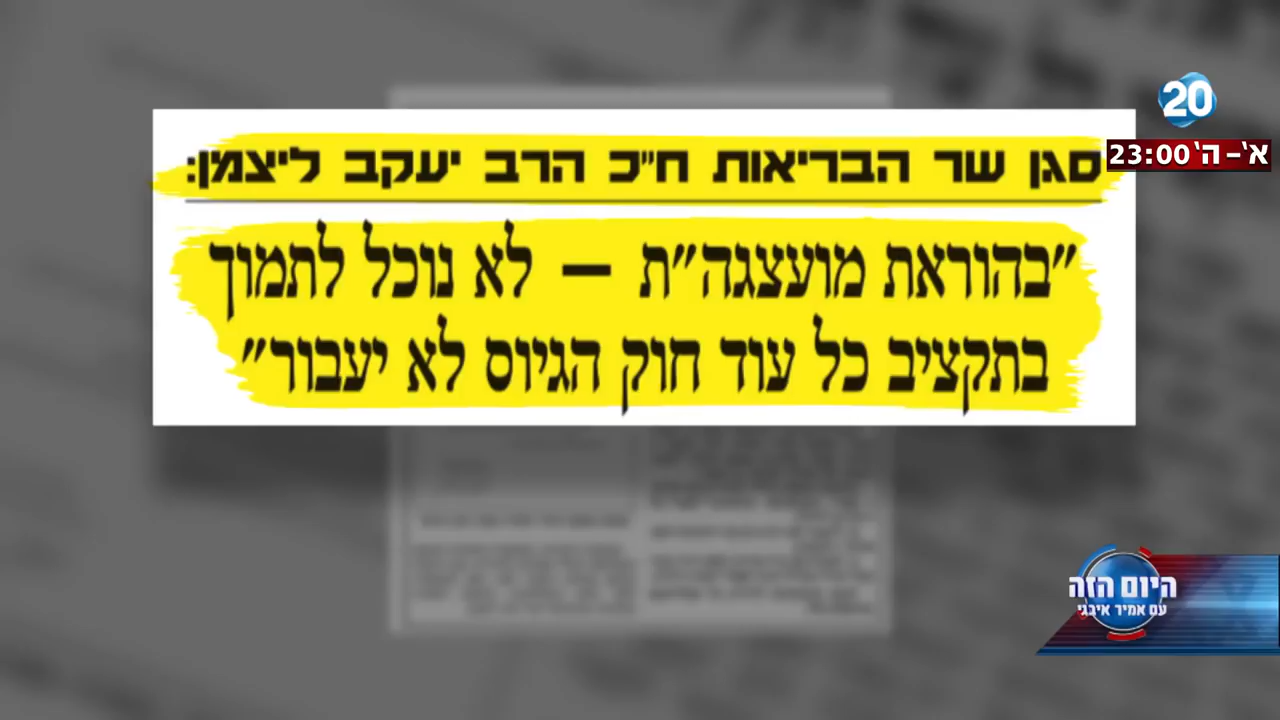 20
א'-ה' 23:00
סגן שר הבריאות ח"כ הרב יעקב ליצמן:
"בהוראת מועצגה"ת — לא נוכל לתמוך
בתקציב כל עוד חוק הגיוס לא יעבור"
היום הזה
עם אמיר איבגי